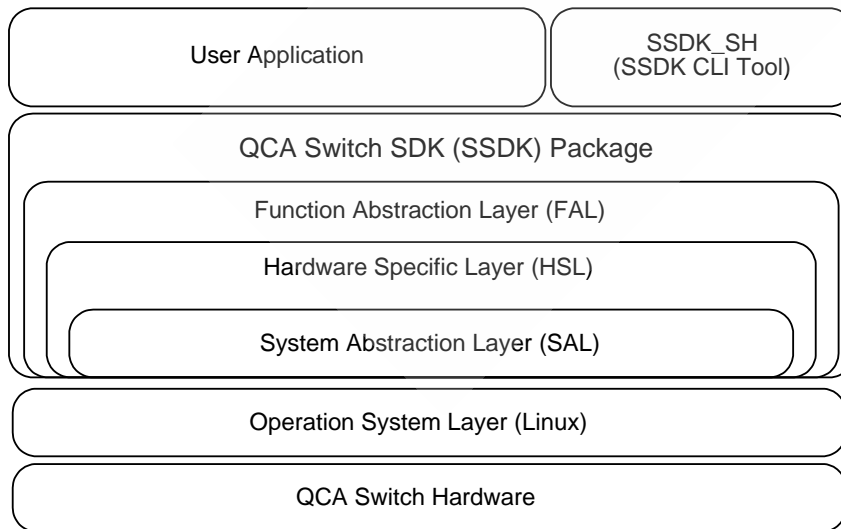 User Application
SSDK_SH
(SSDK CLI Tool)
QCA Switch SDK (SSDK) Package
Function Abstraction Layer (FAL)
Hardware Specific Layer (HSL)
System Abstraction Layer (SAL)
Operation System Layer (Linux)
QCA Switch Hardware